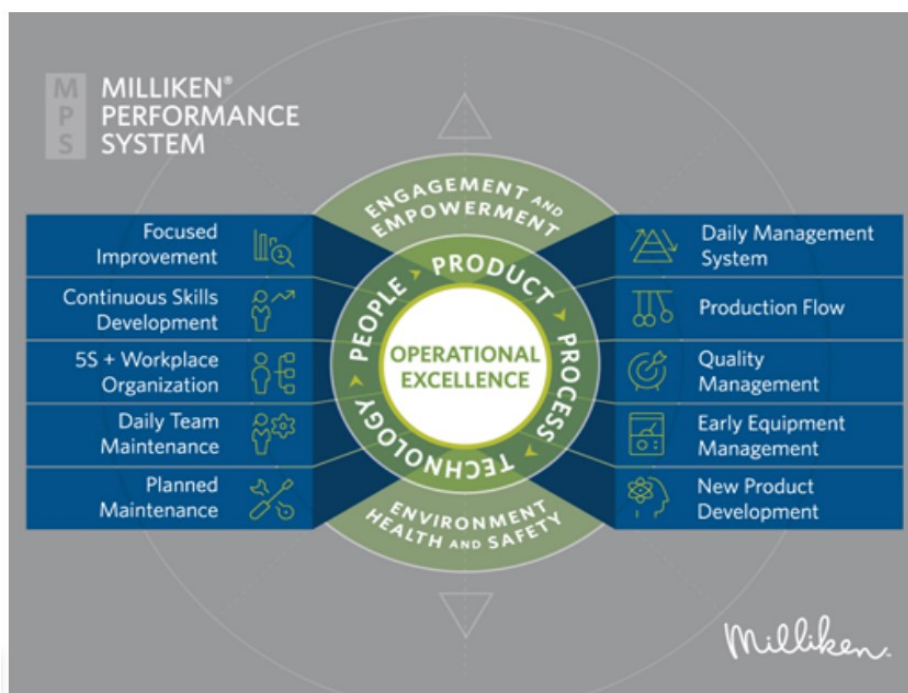 MPS
MILLIKEN®
PERFORMANCE
SYSTEM
ENGAGEMENT AND
EMPOWERMENT
Focused
Improvement
Continuous Skills
Development
5S + Workplace
Organization
Daily Team
Maintenance
Planned
Maintenance
PEOPLE > PRODUCT > PROCESS > TECHNOLOGY >
OPERATIONAL
EXCELLENCE
Daily Management
System
Production Flow
Quality
Management
Early Equipment
Management
New Product
Development
ENVIRONMENT
HEALTH AND SAFETY
Milliken